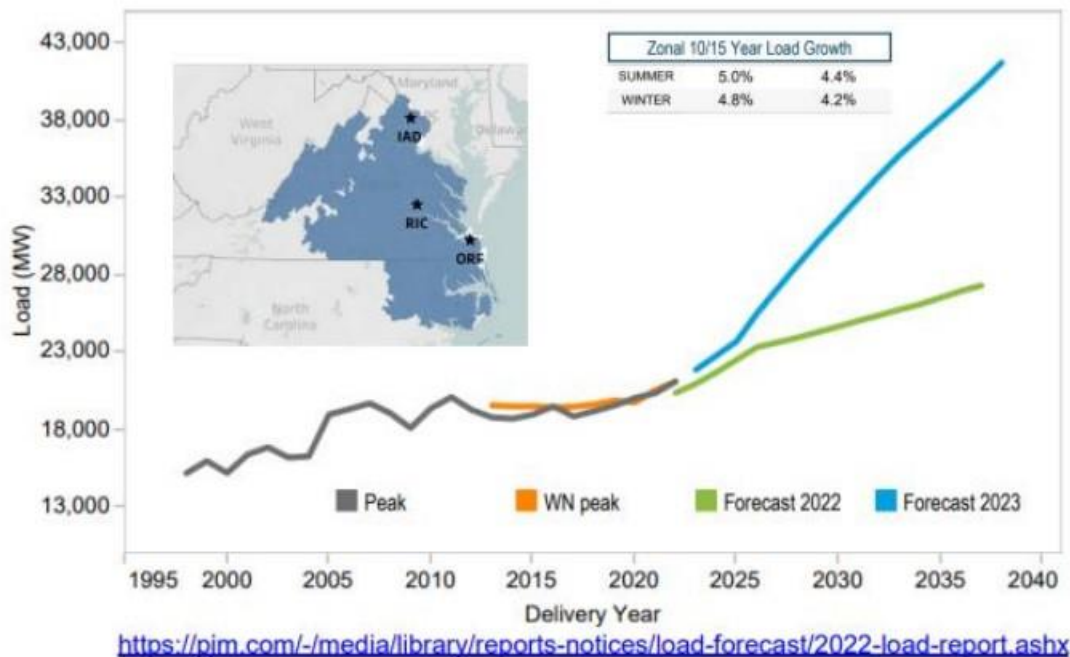 43,000
38,000
33,000
28,000
23,000
18,000
13,000
Load (MW)
Zonal 10/15 Year Load Growth
SUMMER 5.0% 4.4%
WINTER 4.8% 4.2%
Maryland
West
Virginia
IAD
RIC
ORF
North
Carolina
Peak WN peak Forecast 2022 Forecast 2023
1995 2000 2005 2010 2015 2020 2025 2030 2035 2040
Delivery Year
https://pjm.com/-/media/library/reports-notices/load-forecast/2022-load-report.ashx